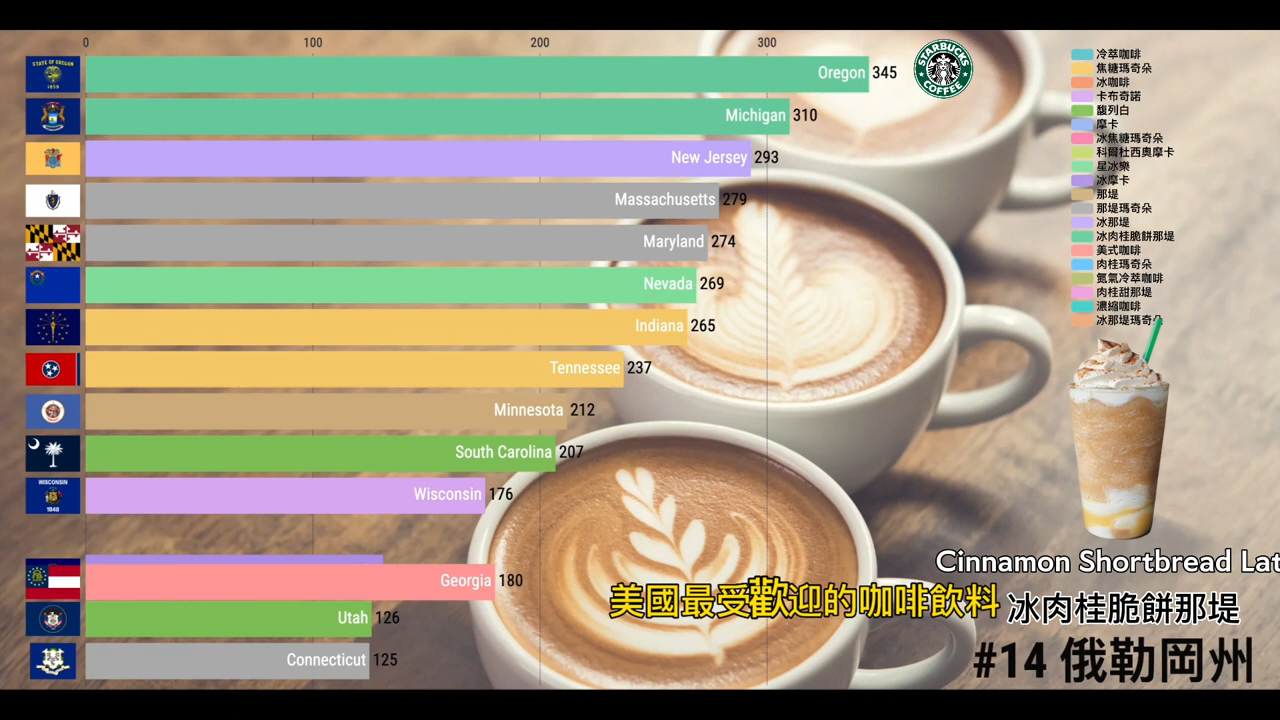 0 100 200 300
STARBUCKS COFFEE
STATE OF OREGON
1859
Oregon 345
Michigan 310
New Jersey 293
Massachusetts 279
Maryland 274
Nevada 269
Indiana 265
Tennessee 237
Minnesota 212
South Carolina 207
WISCONSIN
1848
Wisconsin 176
Georgia 180
Utah 126
Connecticut 125
冷萃咖啡
焦糖瑪奇朵
冰咖啡
卡布奇諾
馥列白
摩卡
冰焦糖瑪奇朵
科爾杜西奧摩卡
星冰樂
冰摩卡
那堤
那堤瑪奇朵
冰那堤
冰肉桂脆餅那堤
美式咖啡
肉桂瑪奇朵
氮氣冷萃咖啡
肉桂甜那堤
濃縮咖啡
冰那堤瑪奇朵
Cinnamon Shortbread Lat
美國最受歡迎的咖啡飲料
冰肉桂脆餅那堤
#14 俄勒岡州